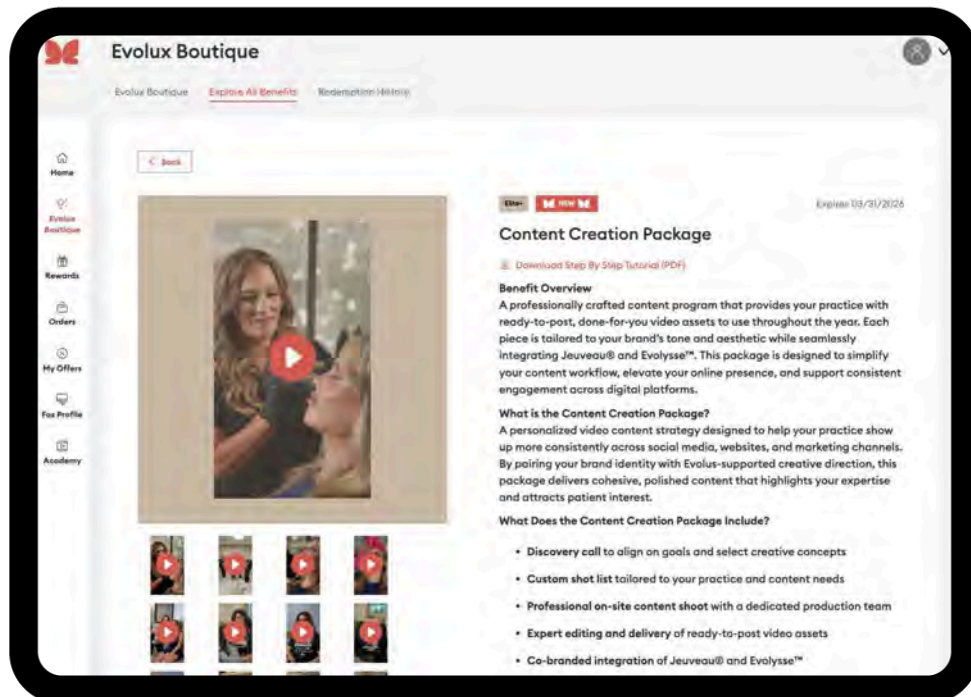 Evolux Boutique
Evolux Boutique
Explore All Benefits
Redemption History
Home
Evolux
Boutique
Rewards
Orders
My Offers
Fox Profile
Academy
< Back
Elite+
NEW
Expires 03/31/2026
Content Creation Package
Download Step By Step Tutorial (PDF)
Benefit Overview
A professionally crafted content program that provides your practice with
ready-to-post, done-for-you video assets to use throughout the year. Each
piece is tailored to your brand's tone and aesthetic while seamlessly
integrating Jeuveau® and Evolysse™. This package is designed to simplify
your content workflow, elevate your online presence, and support consistent
engagement across digital platforms.
What is the Content Creation Package?
A personalized video content strategy designed to help your practice show
up more consistently across social media, websites, and marketing channels.
By pairing your brand identity with Evolus-supported creative direction, this
package delivers cohesive, polished content that highlights your expertise
and attracts patient interest.
What Does the Content Creation Package Include?
• Discovery call to align on goals and select creative concepts
• Custom shot list tailored to your practice and content needs
• Professional on-site content shoot with a dedicated production team
• Expert editing and delivery of ready-to-post video assets
• Co-branded integration of Jeuveau® and Evolysse™